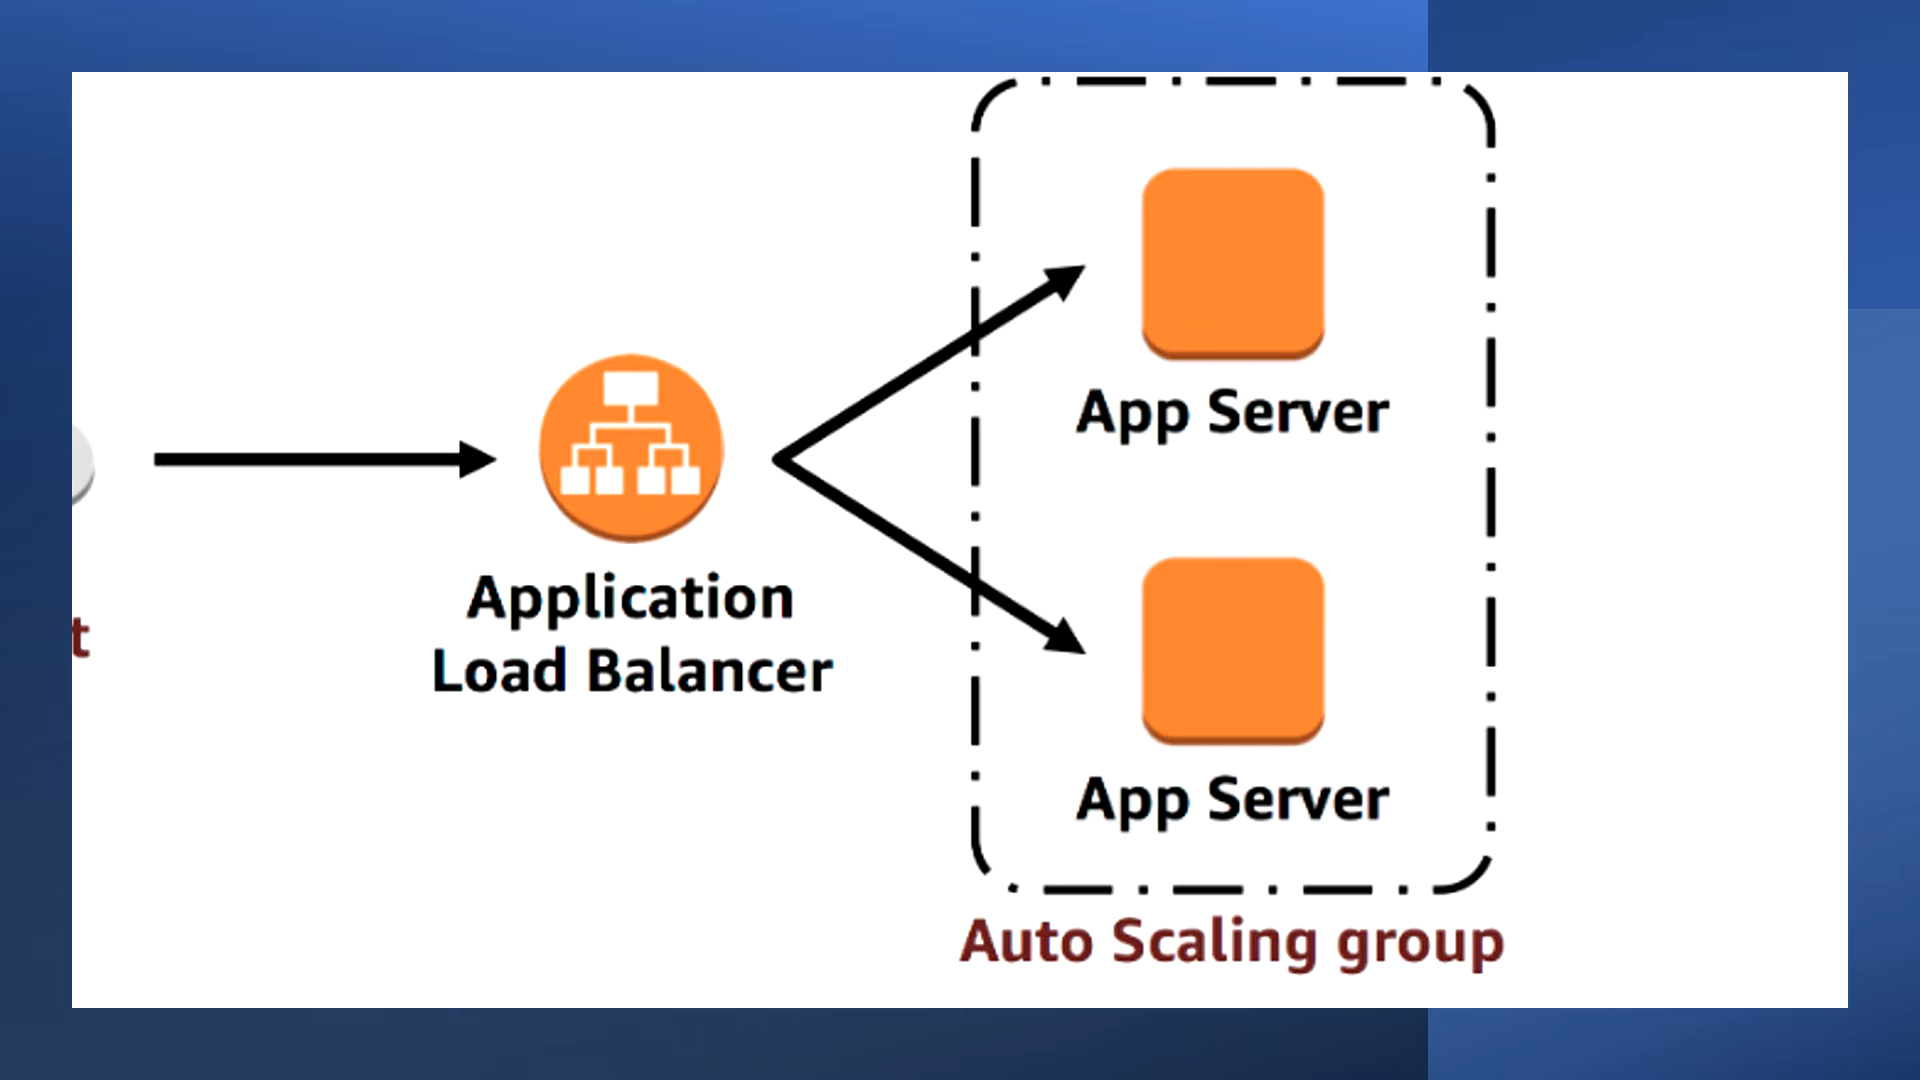 App Server
Application
Load Balancer
t
App Server
Auto Scaling group